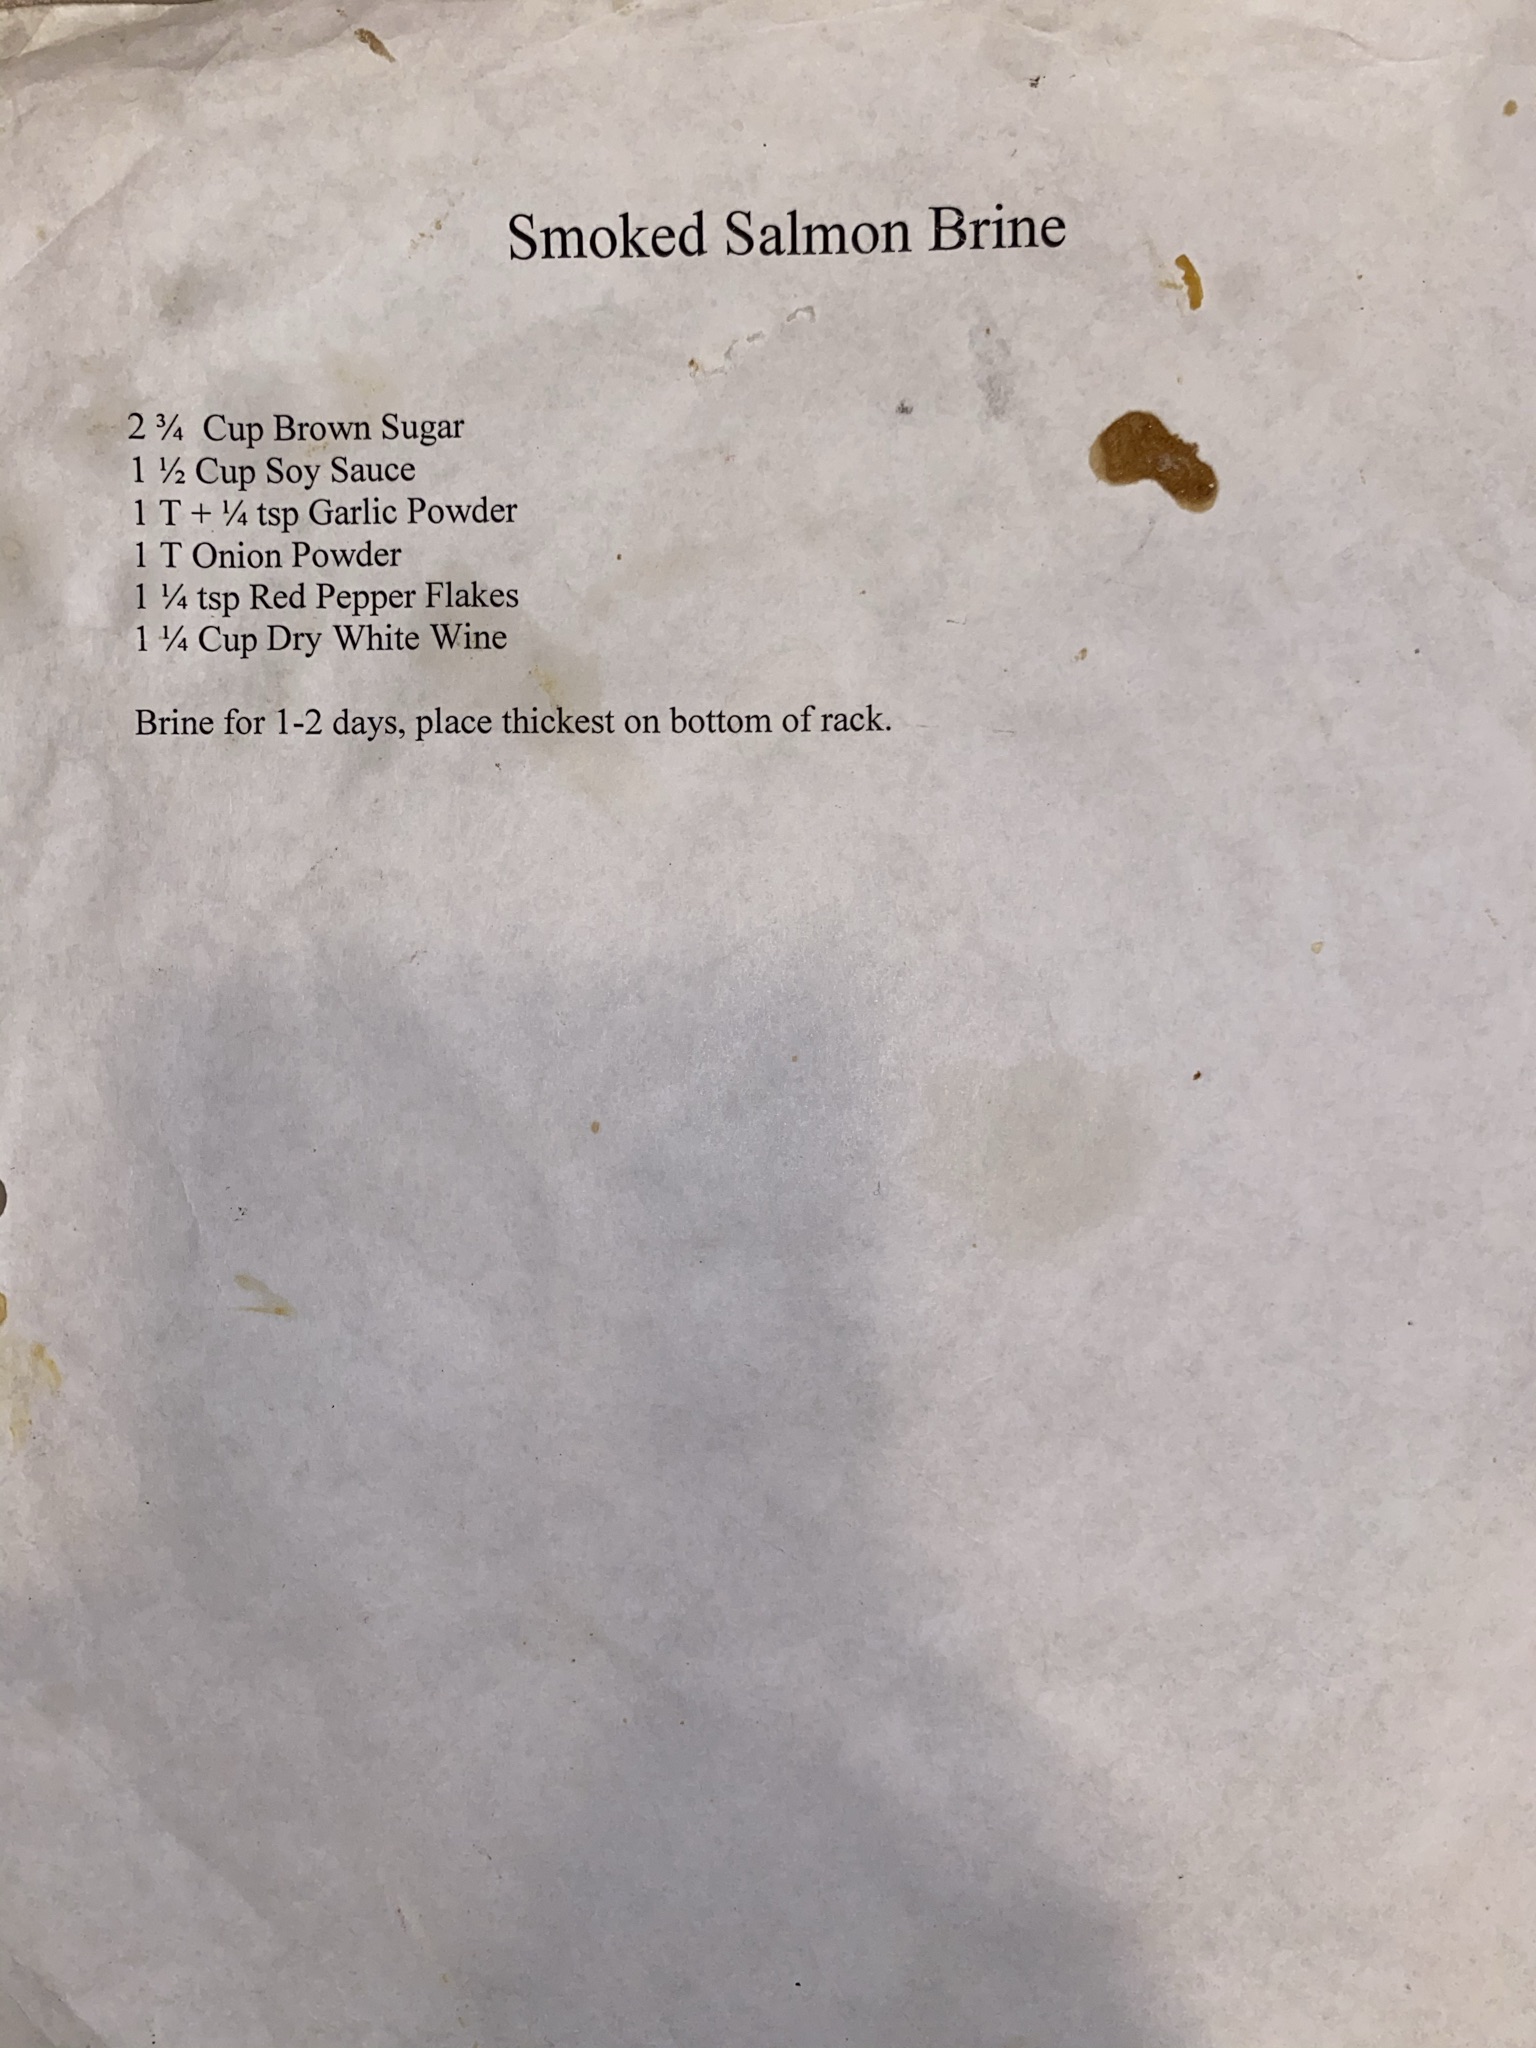 Smoked Salmon Brine
2 ¾ Cup Brown Sugar
1 ½ Cup Soy Sauce
1 T + ¼ tsp Garlic Powder
1 T Onion Powder
1 ¼ tsp Red Pepper Flakes
1 ¼ Cup Dry White Wine
Brine for 1-2 days, place thickest on bottom of rack.